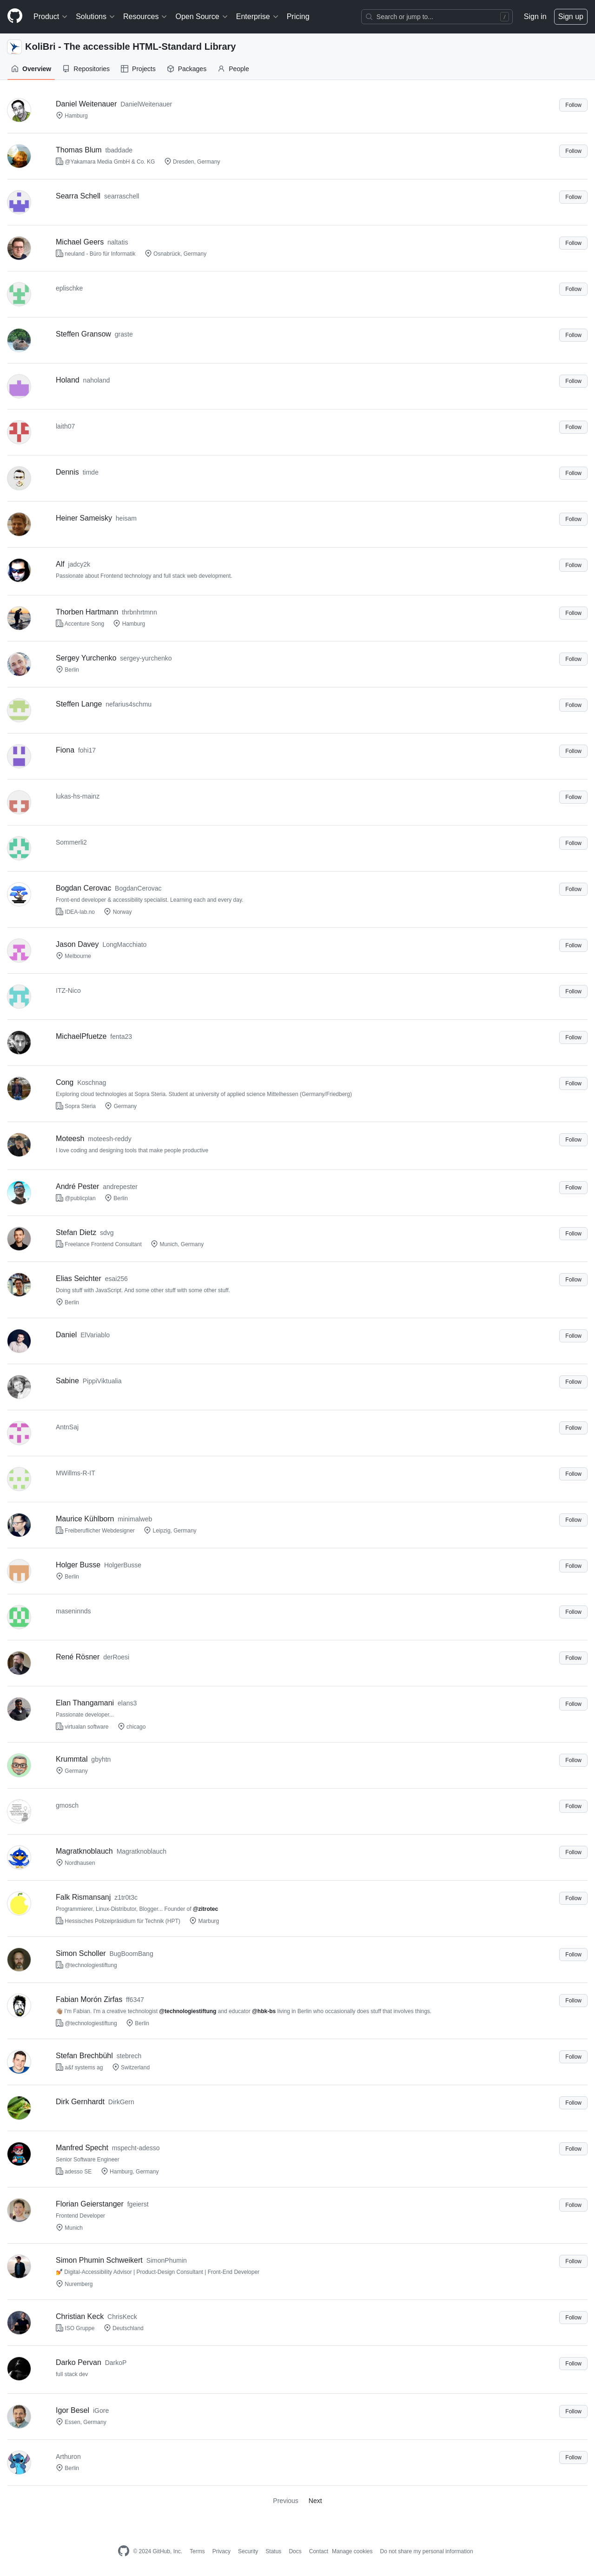 Product Solutions Resources Open Source Enterprise Pricing Search or jump to... / Sign in Sign up
KoliBri - The accessible HTML-Standard Library
Overview Repositories Projects Packages People
Daniel Weitenauer DanielWeitenauer Follow
Hamburg
Thomas Blum tbaddade Follow
@Yakamara Media GmbH & Co. KG Dresden, Germany
Searra Schell searraschell Follow
Michael Geers naltatis Follow
neuland - Büro für Informatik Osnabrück, Germany
eplischke Follow
Steffen Gransow graste Follow
Holand naholand Follow
laith07 Follow
Dennis timde Follow
Heiner Sameisky heisam Follow
Alf jadcy2k Follow
Passionate about Frontend technology and full stack web development.
Thorben Hartmann thrbnhrtmnn Follow
Accenture Song Hamburg
Sergey Yurchenko sergey-yurchenko Follow
Berlin
Steffen Lange nefarius4schmu Follow
Fiona fohi17 Follow
lukas-hs-mainz Follow
Sommerli2 Follow
Bogdan Cerovac BogdanCerovac Follow
Front-end developer & accessibility specialist. Learning each and every day.
IDEA-lab.no Norway
Jason Davey LongMacchiato Follow
Melbourne
ITZ-Nico Follow
MichaelPfuetze fenta23 Follow
Cong Koschnag Follow
Exploring cloud technologies at Sopra Steria. Student at university of applied science Mittelhessen (Germany/Friedberg)
Sopra Steria Germany
Moteesh moteesh-reddy Follow
I love coding and designing tools that make people productive
André Pester andrepester Follow
@publicplan Berlin
Stefan Dietz sdvg Follow
Freelance Frontend Consultant Munich, Germany
Elias Seichter esai256 Follow
Doing stuff with JavaScript. And some other stuff with some other stuff.
Berlin
Daniel ElVariablo Follow
Sabine PippiViktualia Follow
AntnSaj Follow
MWillms-R-IT Follow
Maurice Kühlborn minimalweb Follow
Freiberuflicher Webdesigner Leipzig, Germany
Holger Busse HolgerBusse Follow
Berlin
maseninnds Follow
René Rösner derRoesi Follow
Elan Thangamani elans3 Follow
Passionate developer...
virtualan software chicago
Krummtal gbyhtn Follow
Germany
gmosch Follow
Magratknoblauch Magratknoblauch Follow
Nordhausen
Falk Rismansanj z1tr0t3c Follow
Programmierer, Linux-Distributor, Blogger... Founder of @zitrotec
Hessisches Polizeipräsidium für Technik (HPT) Marburg
Simon Scholler BugBoomBang Follow
@technologiestiftung
Fabian Morón Zirfas ff6347 Follow
👋🏽 I'm Fabian. I'm a creative technologist @technologiestiftung and educator @hbk-bs living in Berlin who occasionally does stuff that involves things.
@technologiestiftung Berlin
Stefan Brechbühl stebrech Follow
a&f systems ag Switzerland
Dirk Gernhardt DirkGern Follow
Manfred Specht mspecht-adesso Follow
Senior Software Engineer
adesso SE Hamburg, Germany
Florian Geierstanger fgeierst Follow
Frontend Developer
Munich
Simon Phumin Schweikert SimonPhumin Follow
💅 Digital-Accessibility Advisor | Product-Design Consultant | Front-End Developer
Nuremberg
Christian Keck ChrisKeck Follow
ISO Gruppe Deutschland
Darko Pervan DarkoP Follow
full stack dev
Igor Besel iGore Follow
Essen, Germany
Arthuron Follow
Berlin
Previous Next
© 2024 GitHub, Inc. Terms Privacy Security Status Docs Contact Manage cookies Do not share my personal information